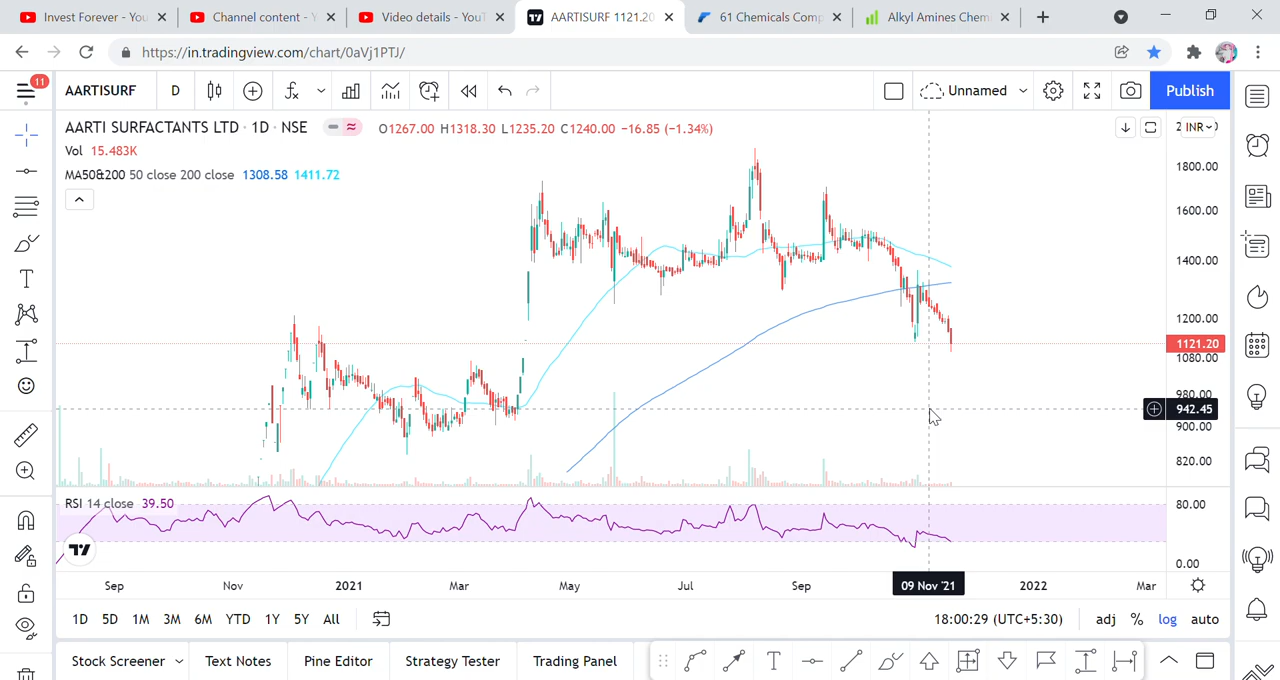 Invest Forever - You
Channel content - Y
Video details - YouT
AARTISURF 1121.20
61 Chemicals Comp
Alkyl Amines Chem
https://in.tradingview.com/chart/0aVj1PTJ/
11
AARTISURF
D
Unnamed
Publish
AARTI SURFACTANTS LTD · 1D · NSE
O1267.00 H1318.30 L1235.20 C1240.00 −16.85 (−1.34%)
INR
Vol 15.483K
MA50&200 50 close 200 close 1308.58 1411.72
1800.00
1600.00
1400.00
1200.00
1121.20
1080.00
980.00
942.45
900.00
820.00
RSI 14 close 39.50
80.00
0.00
Sep Nov 2021 Mar May Jul Sep 09 Nov '21 2022 Mar
1D 5D 1M 3M 6M YTD 1Y 5Y All
18:00:29 (UTC+5:30) adj % log auto
Stock Screener Text Notes Pine Editor Strategy Tester Trading Panel